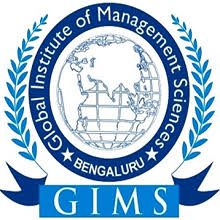 Global Institute of Management Sciences
★ BENGALURU ★
GIMS